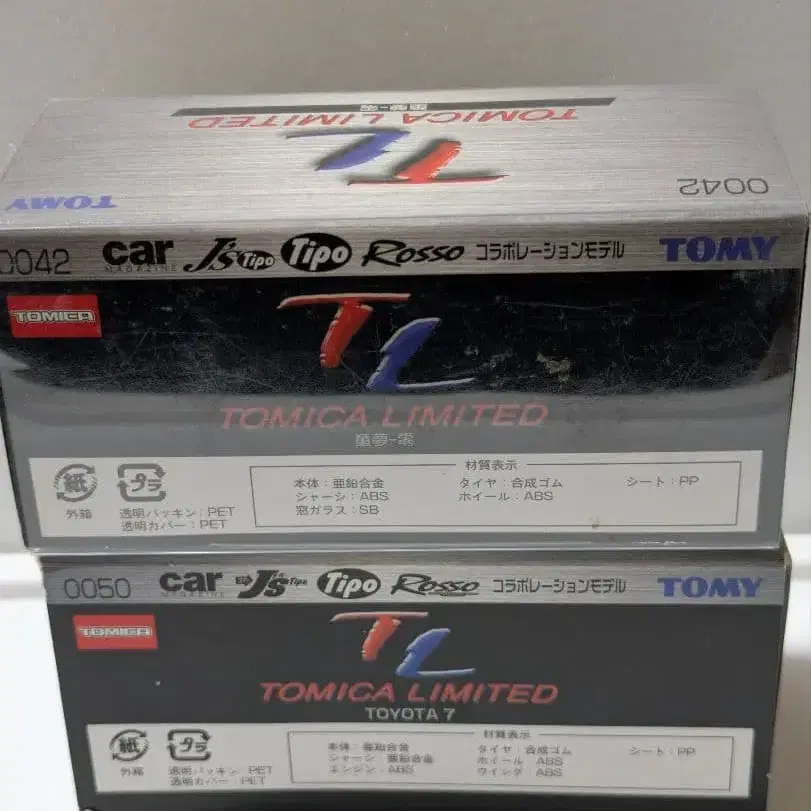 童夢-零
TOMICA LIMITED
TL
TOMY
0042
0042 car MAGAZINE J's Tipo Tipo Rosso コラボレーションモデル TOMY
TOMICA
TL
TOMICA LIMITED
童夢-零
紙 プラ
外箱 透明パッキン:PET
透明カバー:PET
材質表示
本体:亜鉛合金 タイヤ:合成ゴム シート:PP
シャーシ:ABS ホイール:ABS
窓ガラス:SB
0050 car MAGAZINE J's Tipo Tipo Rosso コラボレーションモデル TOMY
TOMICA
TL
TOMICA LIMITED
TOYOTA 7
紙 プラ
外箱 透明パッキン:PET
透明カバー:PET
材質表示
本体:亜鉛合金 タイヤ:合成ゴム シート:PP
シャーシ:亜鉛合金 ホイール:ABS
エンジン:ABS ウイング:ABS